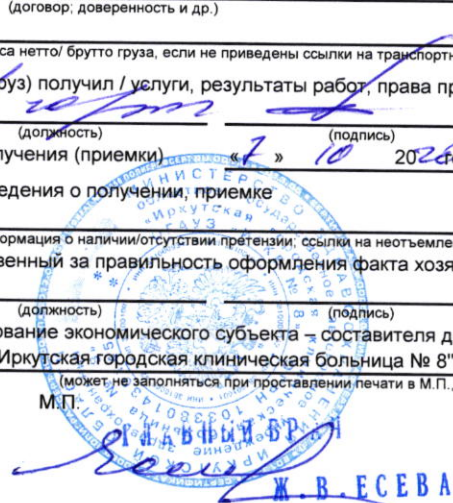 (договор; доверенность и др.)
са нетто/ брутто груза, если не приведены ссылки на транспортн
руз) получил / услуги, результаты работ, права пр
(должность) (подпись)
лучения (приемки) « 7 » 10 20
едения о получении, приемке
ормация о наличии/отсутствии претензии; ссылки на неотъемле
венный за правильность оформления факта хозя
(должность) (подпись)
ование экономического субъекта – составителя д
Иркутская городская клиническая больница № 8"
(может не заполняться при проставлении печати в М.П.,
М.П.
ГЛАВНЫЙ ВРАЧ
Ж.В.ЕСЕВА